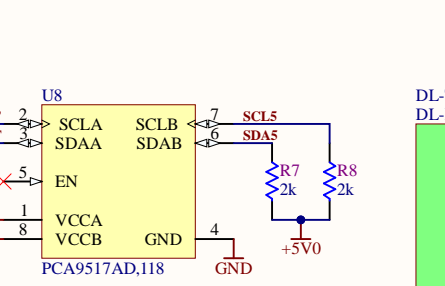 U8
DL-
DL-
2
SCLA
SCLB
7
SCL5
3
SDAA
SDAB
6
SDA5
5
EN
R7
2k
R8
2k
1
VCCA
8
VCCB
GND
4
+5V0
PCA9517AD,118
GND